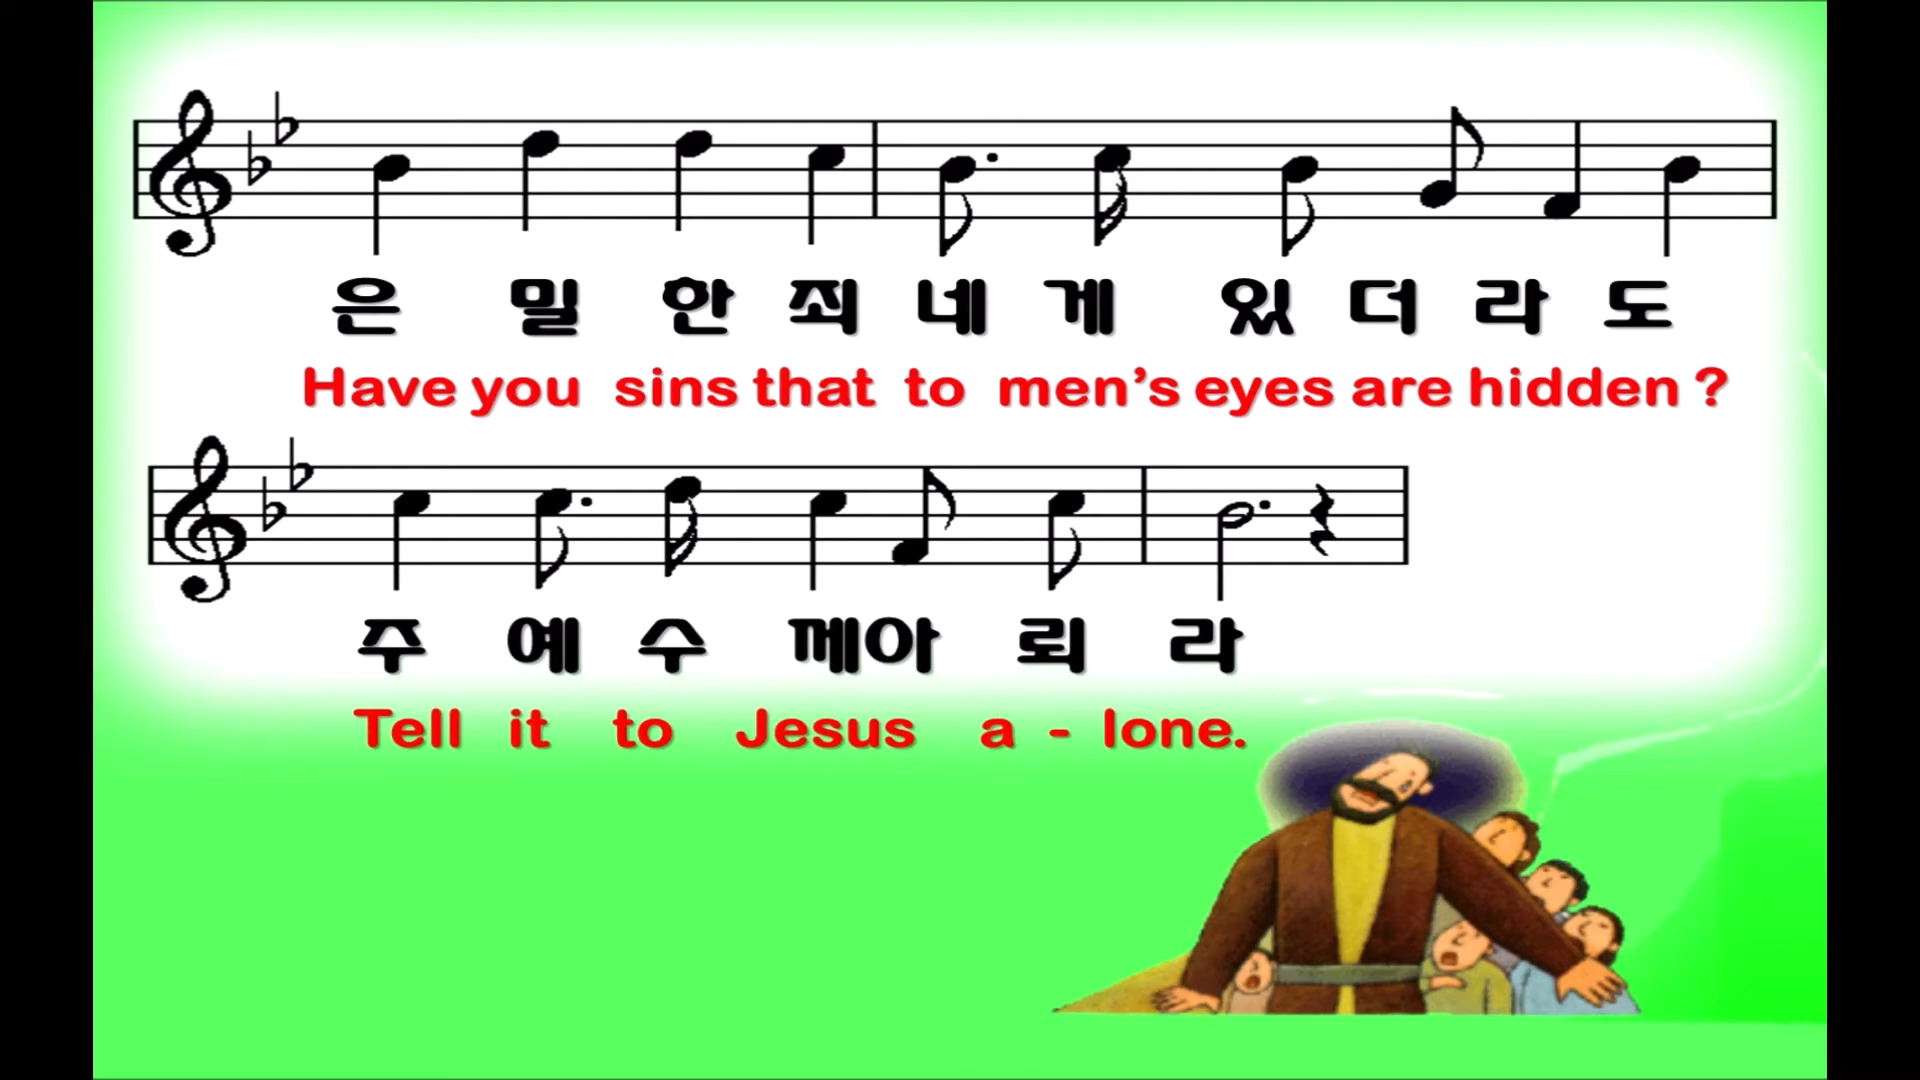 은 밀 한 죄 네 게 있 더 라 도
Have you sins that to men’s eyes are hidden ?
주 예 수 께아 뢰 라
Tell it to Jesus a - lone.